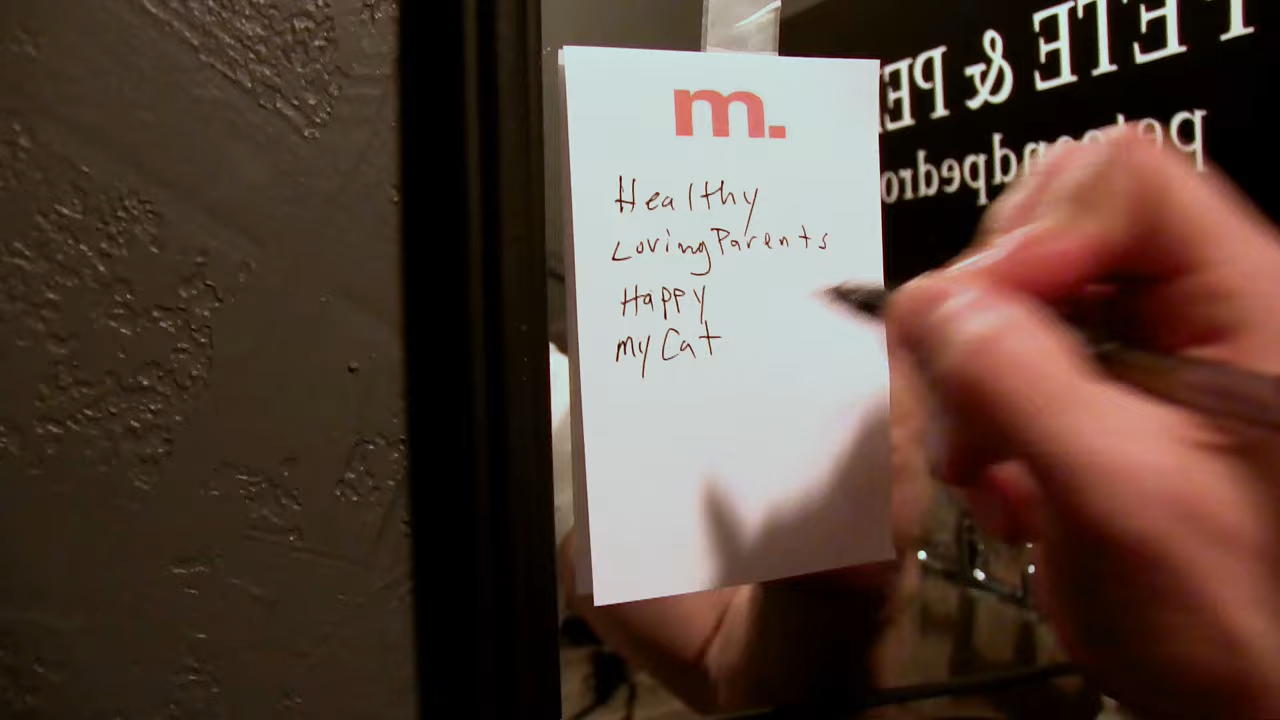 m.
Healthy
Loving Parents
Happy
my Cat
PETE & PE
peteandpedro